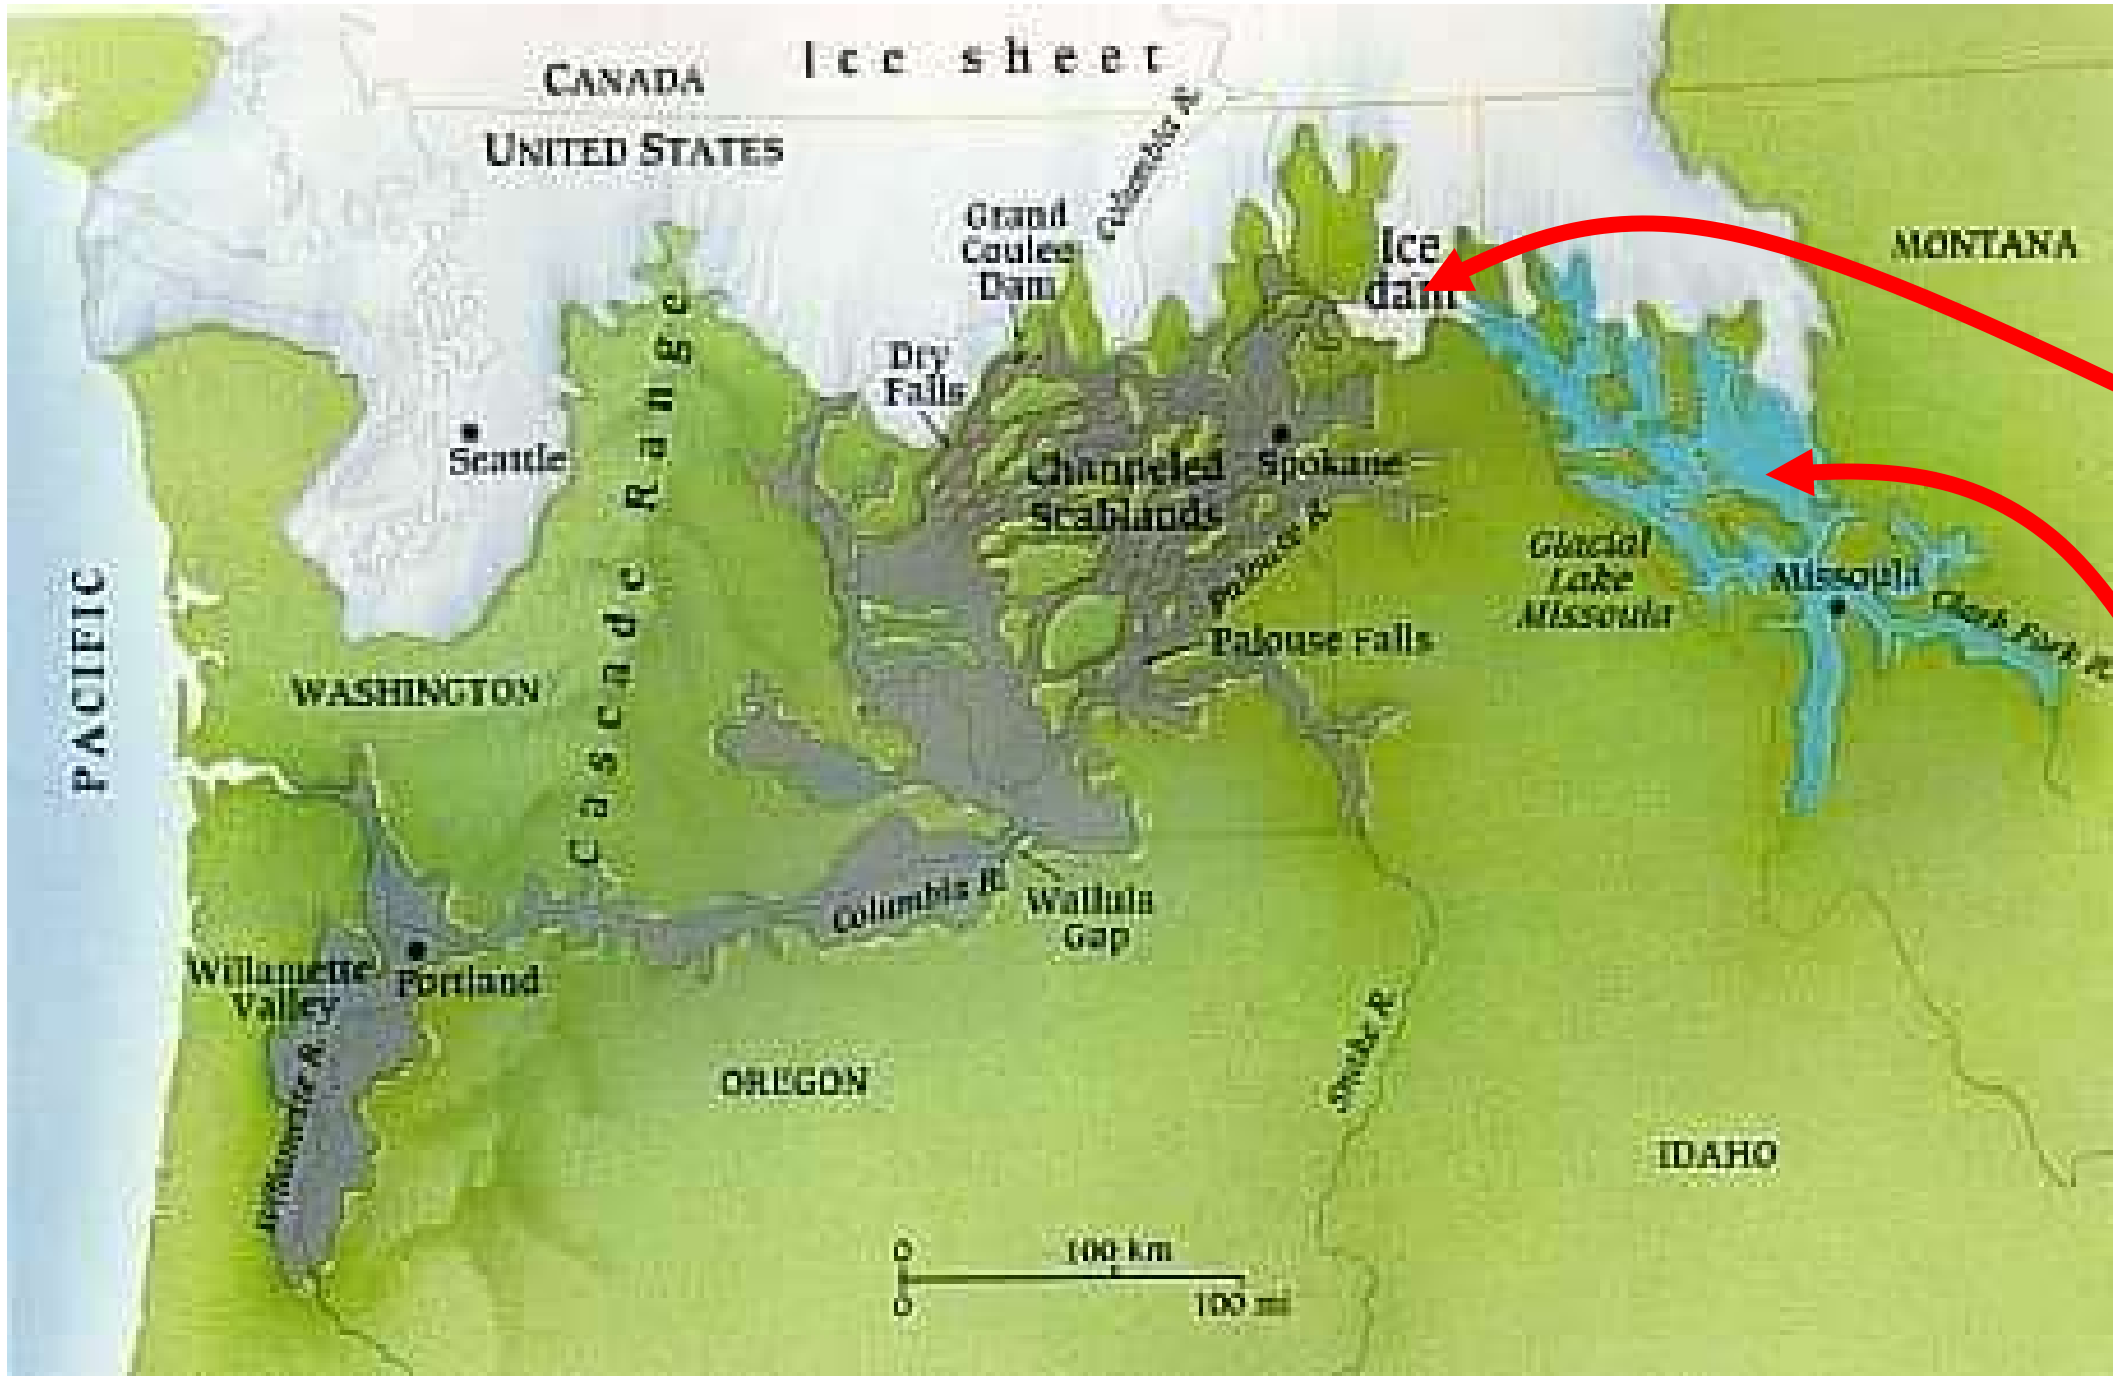 Ice sheet
CANADA
UNITED STATES
Columbia R.
Grand
Coulee
Dam
Ice
dam
MONTANA
Dry
Falls
Cascade Range
Seattle
Channeled
Scablands
Spokane
Palouse R.
Glacial
Lake
Missoula
Missoula
Clark Fork R.
PACIFIC
WASHINGTON
Palouse Falls
Columbia R.
Wallula
Gap
Willamette
Valley
Portland
Willamette R.
Snake R.
OREGON
IDAHO
0 100 km
0 100 mi